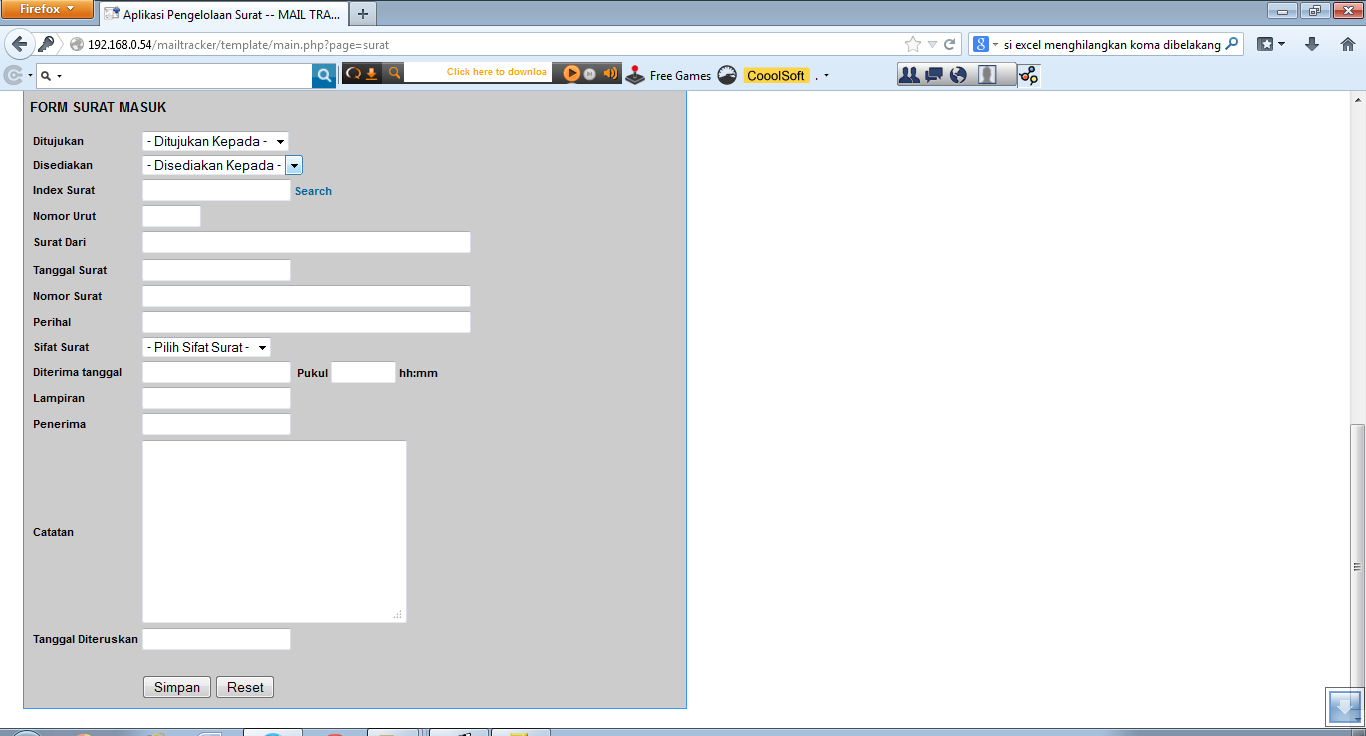 Firefox
Aplikasi Pengelolaan Surat -- MAIL TRA...
192.168.0.54/mailtracker/template/main.php?page=surat
si excel menghilangkan koma dibelakang
Click here to downloa
Free Games
CooolSoft
FORM SURAT MASUK
Ditujukan - Ditujukan Kepada -
Disediakan - Disediakan Kepada -
Index Surat Search
Nomor Urut
Surat Dari
Tanggal Surat
Nomor Surat
Perihal
Sifat Surat - Pilih Sifat Surat -
Diterima tanggal Pukul hh:mm
Lampiran
Penerima
Catatan
Tanggal Diteruskan
Simpan Reset